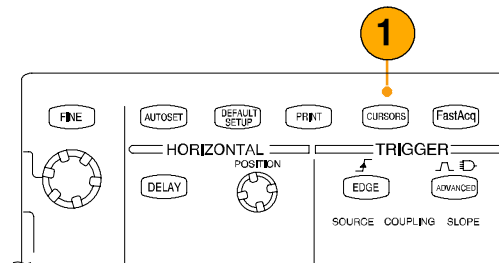 1
FINE AUTOSET DEFAULT SETUP PRINT CURSORS FastAcq
HORIZONTAL TRIGGER
POSITION
DELAY EDGE ADVANCED
SOURCE COUPLING SLOPE